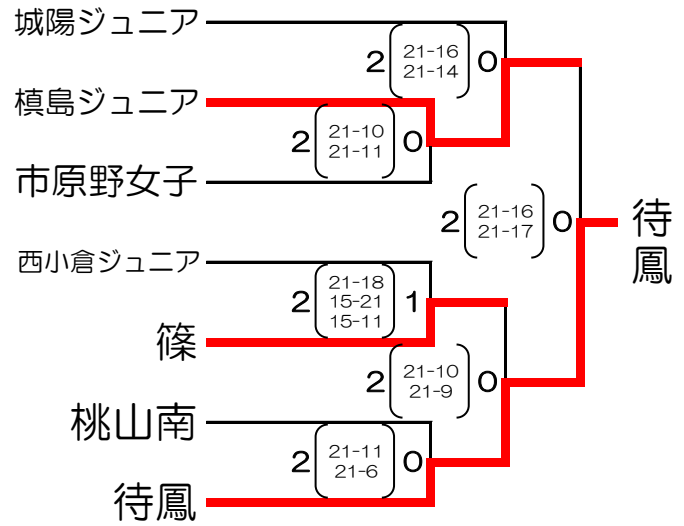 城陽ジュニア
2 21-16 0
21-14
槙島ジュニア
2 21-10 0
21-11
市原野女子
2 21-16 0
21-17
待鳳
西小倉ジュニア
21-18
2 15-21 1
15-11
篠
2 21-10 0
21-9
桃山南
2 21-11 0
21-6
待鳳